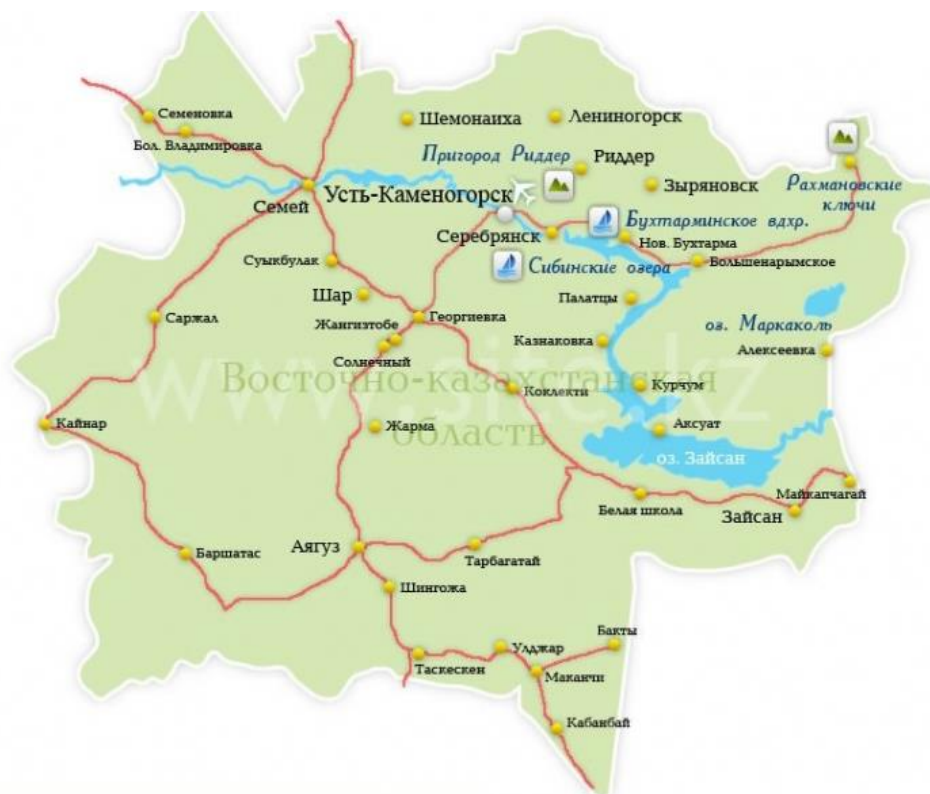 Семеновка
Шемонаиха
Лениногорск
Бол. Владимировка
Пригород Риддер
Риддер
Зыряновск
Рахмановские
ключи
Семей
Усть-Каменогорск
Бухтарминское вдхр.
Серебрянск
Нов. Бухтарма
Суыкбулак
Сибинские озера
Большенарымское
Шар
Палатцы
Саржал
Жангизтобе
Георгиевка
оз. Маркаколь
Солнечный
Казнаковка
Алексеевка
www.site.kz
Восточно-казахстанская
область
Коклекти
Курчум
Кайнар
Жарма
Аксуат
оз. Зайсан
Майкапчагай
Белая школа
Зайсан
Аягуз
Баршатас
Тарбагатай
Шингожа
Бакты
Улджар
Таскескен
Маканчи
Кабанбай